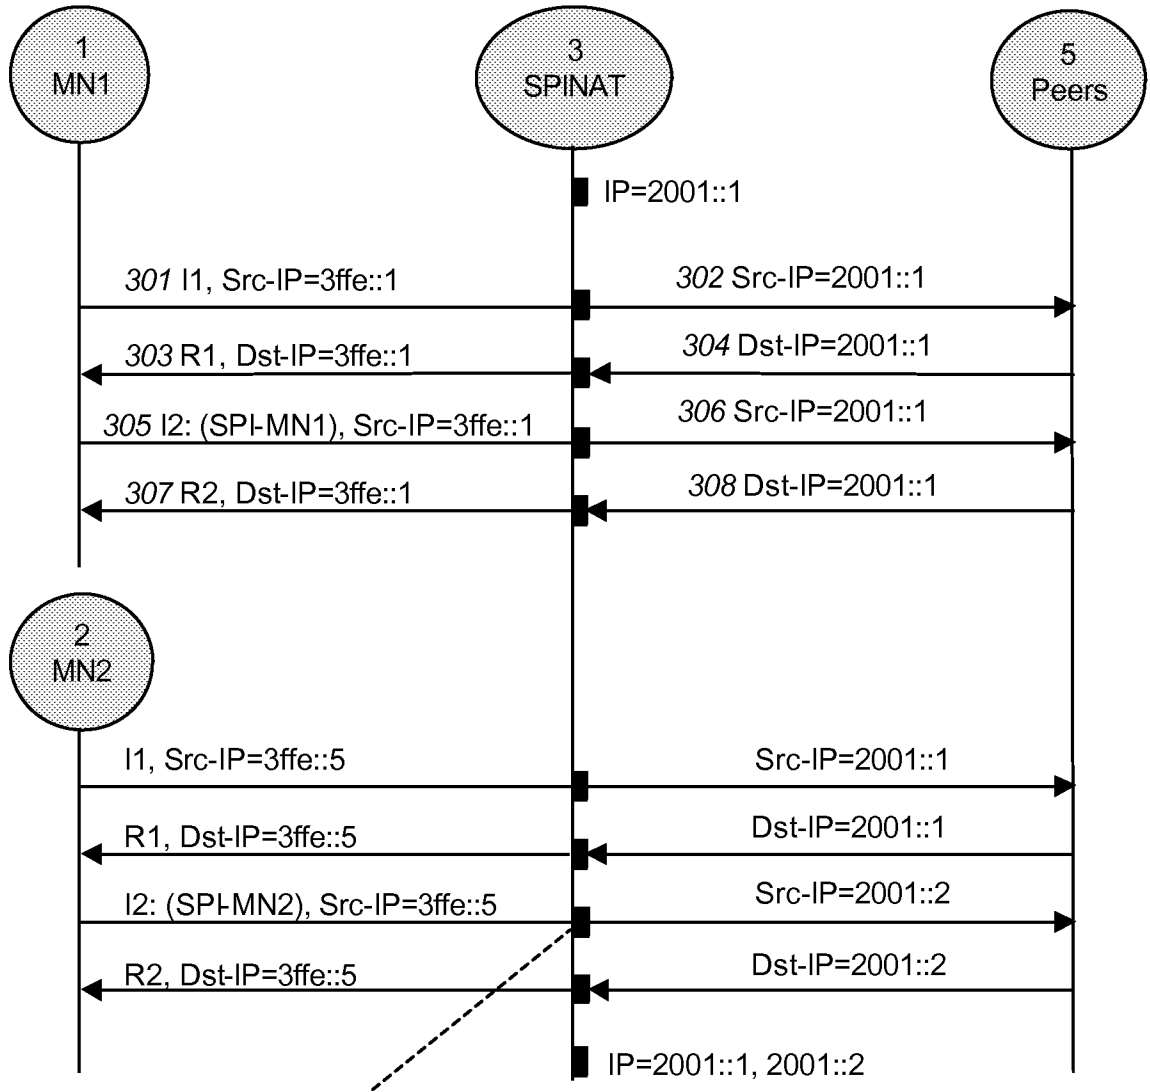 1
MN1
3
SPINAT
5
Peers
IP=2001::1
301 I1, Src-IP=3ffe::1
302 Src-IP=2001::1
303 R1, Dst-IP=3ffe::1
304 Dst-IP=2001::1
305 I2: (SPI-MN1), Src-IP=3ffe::1
306 Src-IP=2001::1
307 R2, Dst-IP=3ffe::1
308 Dst-IP=2001::1
2
MN2
I1, Src-IP=3ffe::5
Src-IP=2001::1
R1, Dst-IP=3ffe::5
Dst-IP=2001::1
I2: (SPI-MN2), Src-IP=3ffe::5
Src-IP=2001::2
R2, Dst-IP=3ffe::5
Dst-IP=2001::2
IP=2001::1, 2001::2